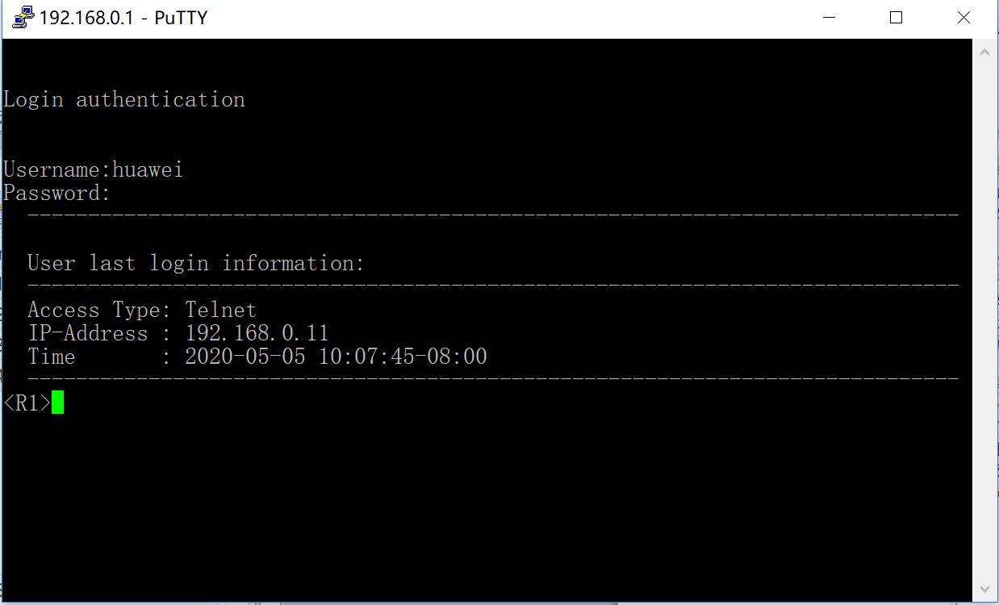 192.168.0.1 - PuTTY
Login authentication
Username:huawei
Password:
-----------------------------------------------------------------------------
User last login information:
-----------------------------------------------------------------------------
Access Type: Telnet
IP-Address : 192.168.0.11
Time       : 2020-05-05 10:07:45-08:00
-----------------------------------------------------------------------------
<R1>